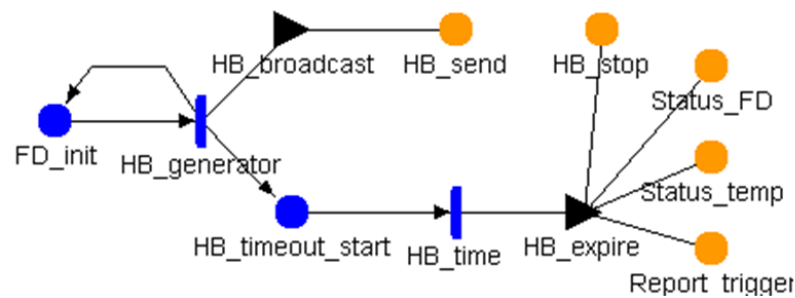 HB_broadcast
HB_send
HB_stop
Status_FD
FD_init
HB_generator
Status_temp
HB_timeout_start
HB_time
HB_expire
Report_trigger